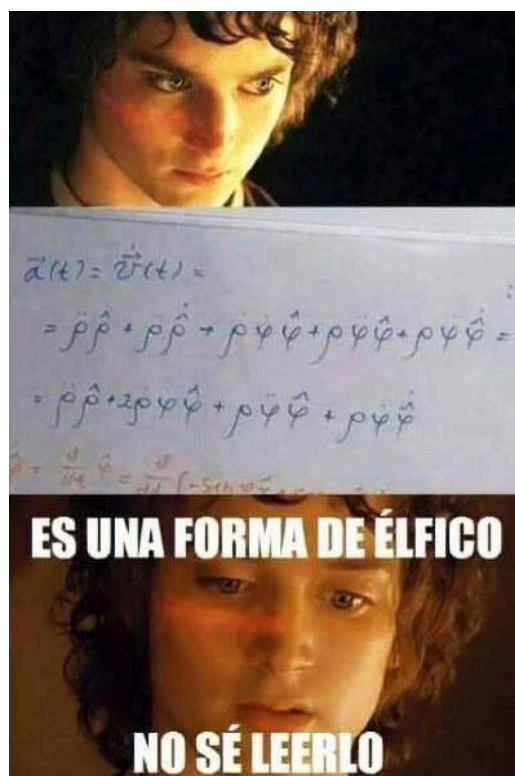 a⃗(t) = v⃗̇(t) =
= ρ̈ρ̂ + ρ̇ρ̂̇ + ρ̇φ̇φ̂ + ρφ̈φ̂ + ρφ̇φ̂̇ =
= ρ̈ρ̂ + 2ρ̇φ̇φ̂ + ρφ̈φ̂ + ρφ̇φ̂̇
ES UNA FORMA DE ÉLFICO
NO SÉ LEERLO